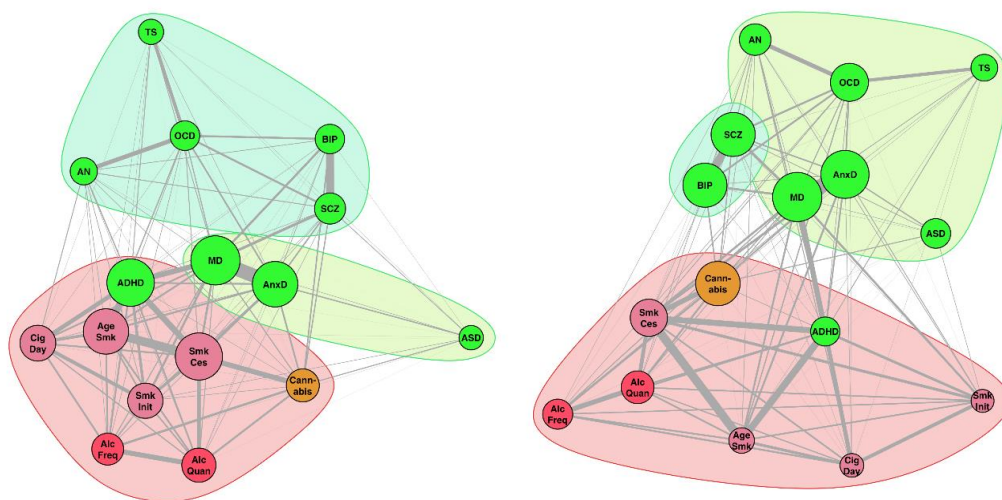 TS
OCD
BIP
AN
SCZ
MD
ADHD
AnxD
Age
Smk
Cig
Day
Smk
Ces
ASD
Cann-
abis
Smk
Init
Alc
Freq
Alc
Quan
AN
TS
OCD
SCZ
AnxD
BIP
MD
ASD
Cann-
abis
Smk
Ces
ADHD
Alc
Quan
Smk
Init
Alc
Freq
Age
Smk
Cig
Day